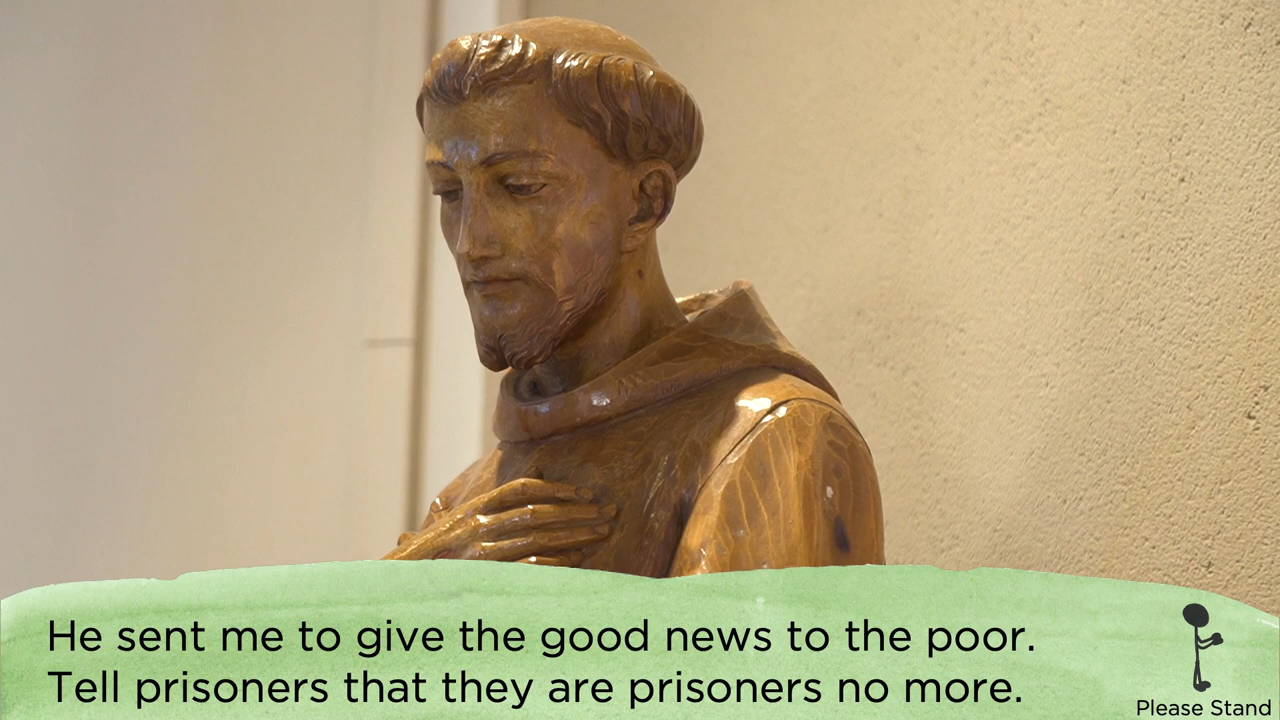 He sent me to give the good news to the poor.
Tell prisoners that they are prisoners no more.
Please Stand